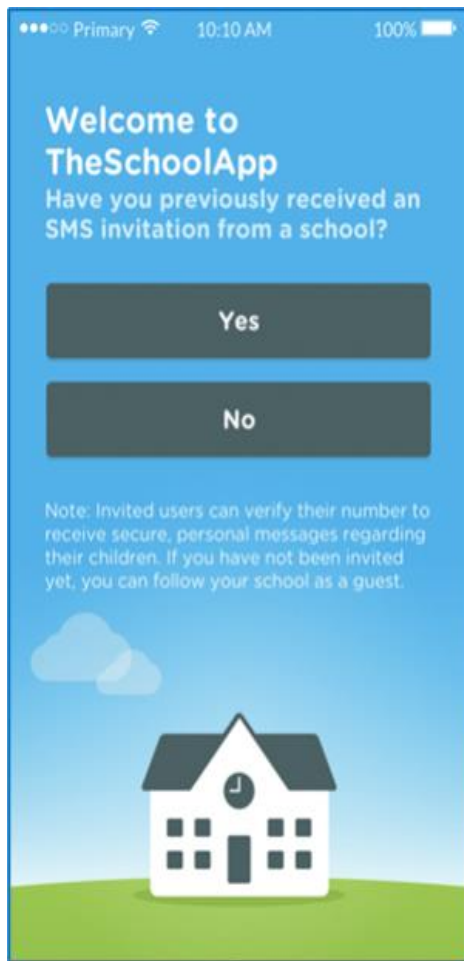 Primary 10:10 AM 100%
Welcome to
TheSchoolApp
Have you previously received an
SMS invitation from a school?
Yes
No
Note: Invited users can verify their number to
receive secure, personal messages regarding
their children. If you have not been invited
yet, you can follow your school as a guest.